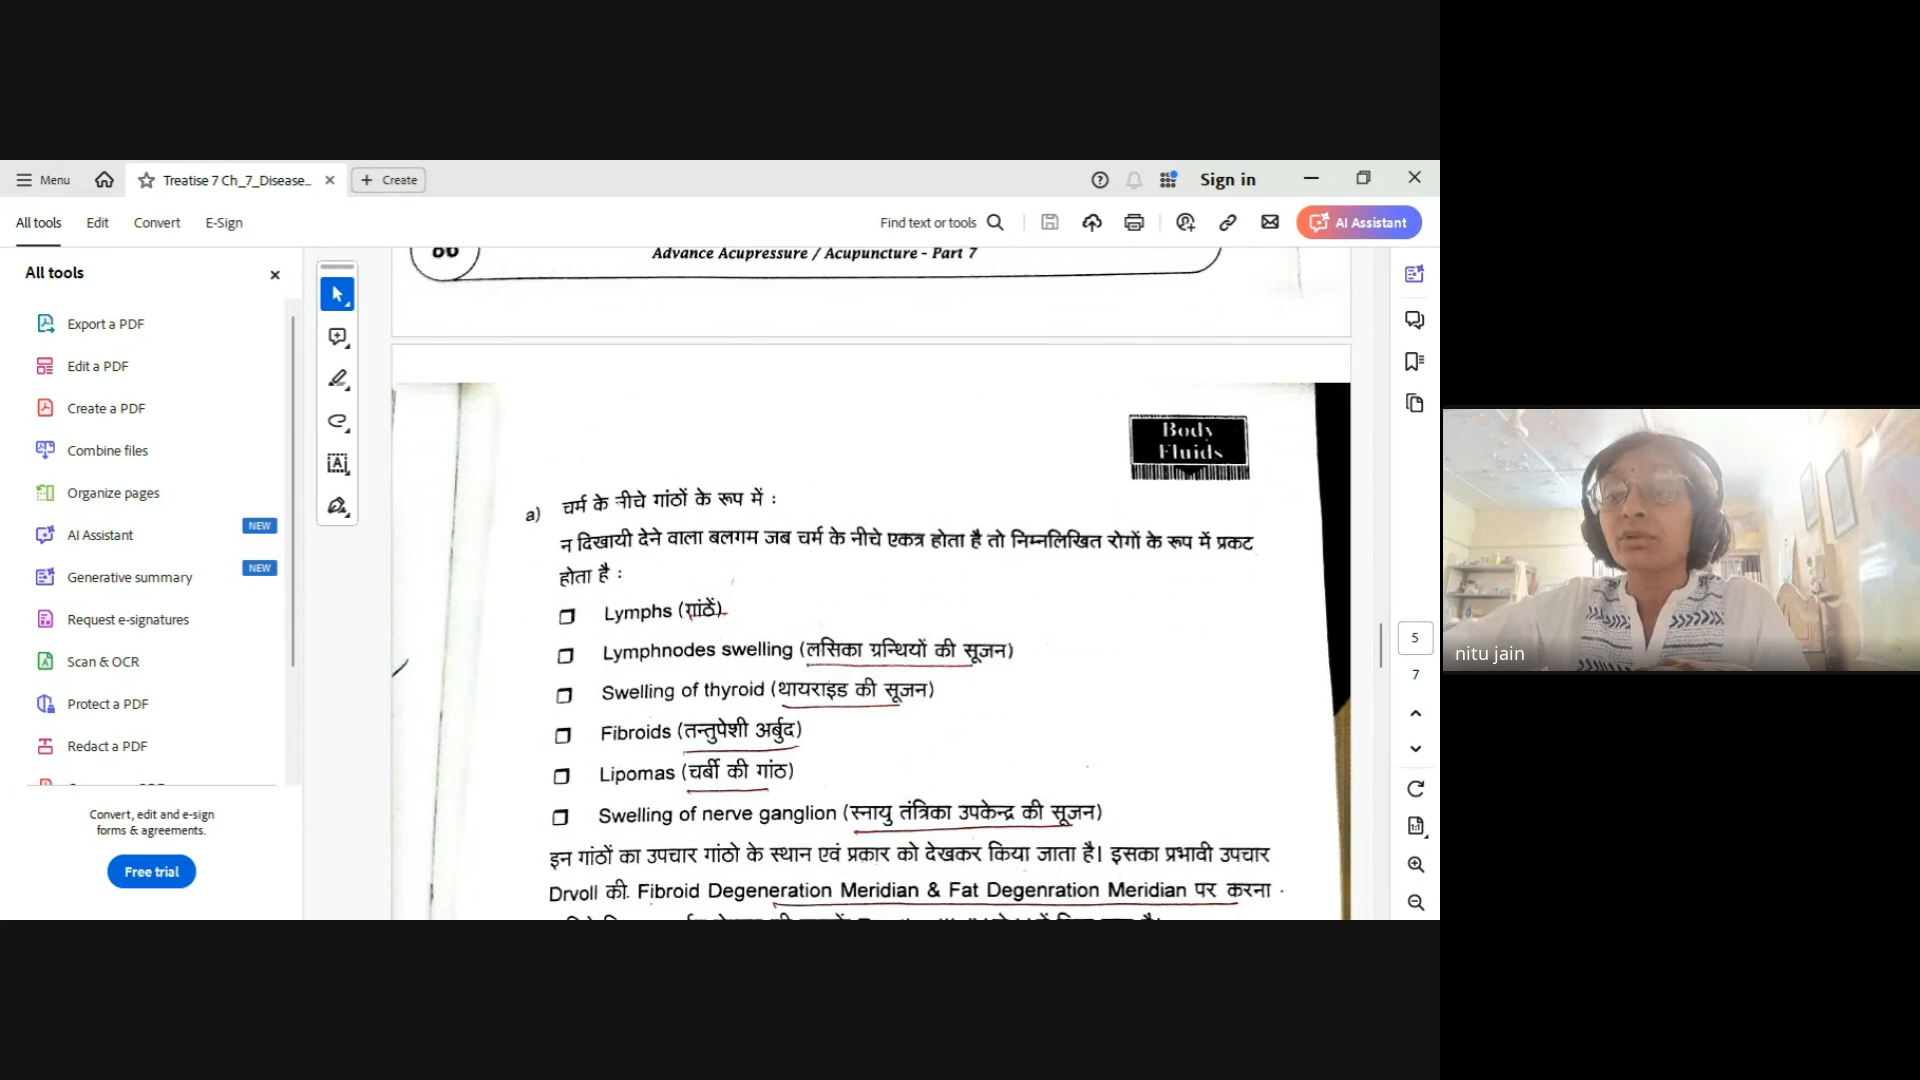 Menu
Treatise 7 Ch_7_Disease...
Create
Sign in
All tools
Edit
Convert
E-Sign
Find text or tools
AI Assistant
All tools
Export a PDF
Edit a PDF
Create a PDF
Combine files
Organize pages
AI Assistant
NEW
Generative summary
NEW
Request e-signatures
Scan & OCR
Protect a PDF
Redact a PDF
Convert, edit and e-sign
forms & agreements.
Free trial
Advance Acupressure / Acupuncture - Part 7
Body
Fluids
a) चर्म के नीचे गांठों के रूप में :
न दिखायी देने वाला बलगम जब चर्म के नीचे एकत्र होता है तो निम्नलिखित रोगों के रूप में प्रकट
होता है :
Lymphs (गांठें)
Lymphnodes swelling (लसिका ग्रन्थियों की सूजन)
Swelling of thyroid (थायराइड की सूजन)
Fibroids (तन्तुपेशी अर्बुद)
Lipomas (चर्बी की गांठ)
Swelling of nerve ganglion (स्नायु तंत्रिका उपकेन्द्र की सूजन)
इन गांठों का उपचार गांठो के स्थान एवं प्रकार को देखकर किया जाता है। इसका प्रभावी उपचार
Drvoll की. Fibroid Degeneration Meridian & Fat Degenration Meridian पर करना
5
7
nitu jain